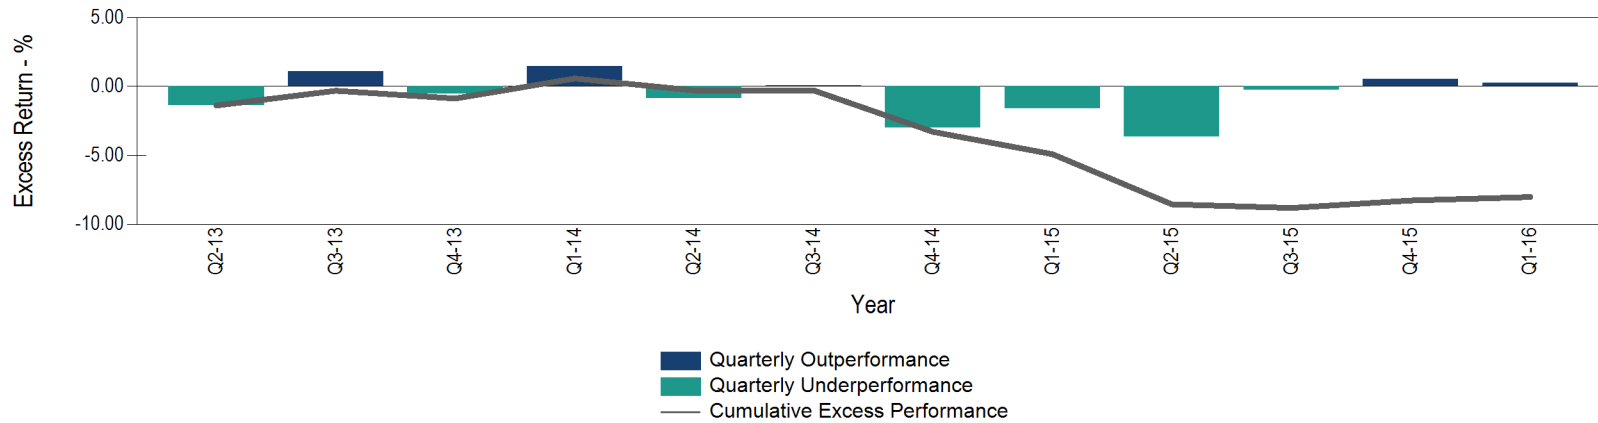 Excess Return - %
5.00
0.00
-5.00
-10.00
Q2-13
Q3-13
Q4-13
Q1-14
Q2-14
Q3-14
Q4-14
Q1-15
Q2-15
Q3-15
Q4-15
Q1-16
Year
Quarterly Outperformance
Quarterly Underperformance
Cumulative Excess Performance